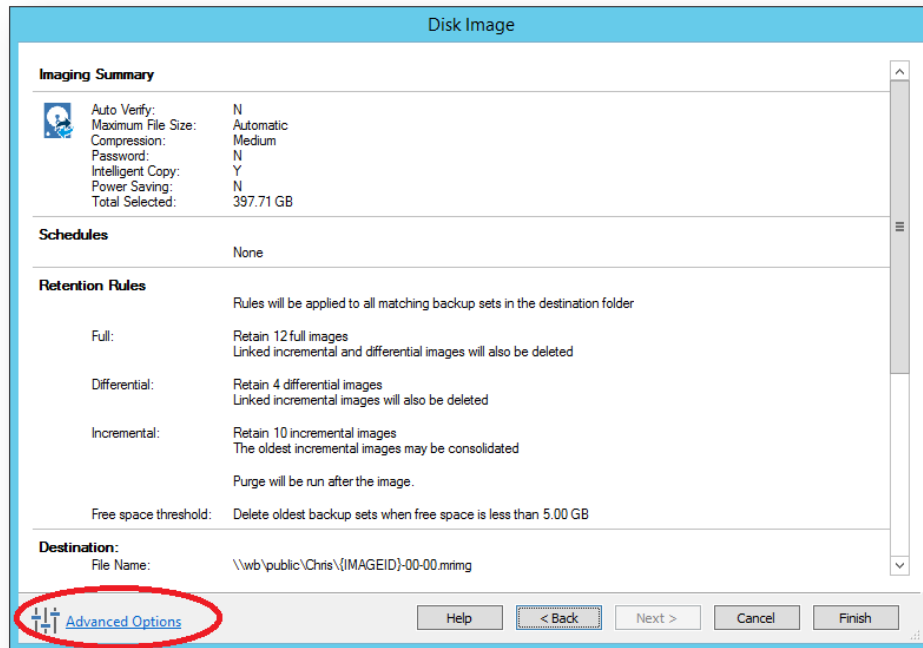 Disk Image
Imaging Summary
Auto Verify: N
Maximum File Size: Automatic
Compression: Medium
Password: N
Intelligent Copy: Y
Power Saving: N
Total Selected: 397.71 GB
Schedules
None
Retention Rules
Rules will be applied to all matching backup sets in the destination folder
Full: Retain 12 full images
Linked incremental and differential images will also be deleted
Differential: Retain 4 differential images
Linked incremental images will also be deleted
Incremental: Retain 10 incremental images
The oldest incremental images may be consolidated
Purge will be run after the image.
Free space threshold: Delete oldest backup sets when free space is less than 5.00 GB
Destination:
File Name: \\wb\public\Chris\{IMAGEID}-00-00.mrimg
Advanced Options Help < Back Next > Cancel Finish